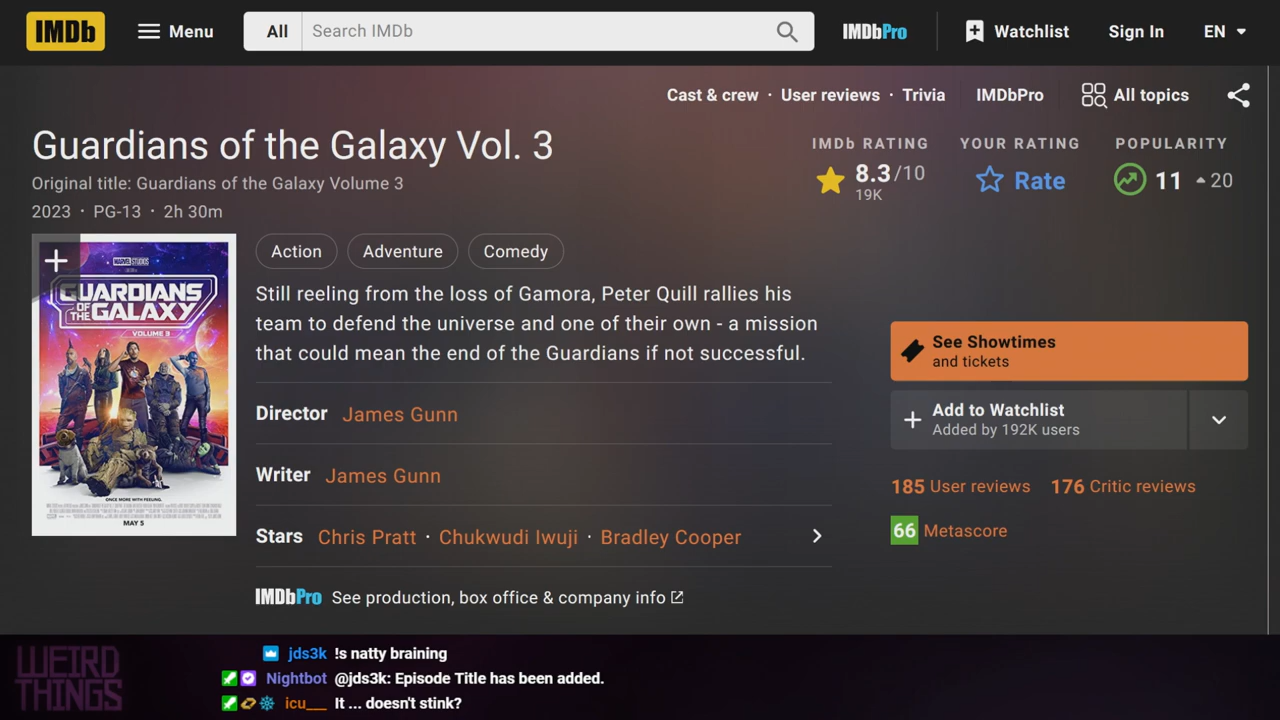 IMDb
Menu
All
Search IMDb
IMDbPro
Watchlist
Sign In
EN
Cast & crew · User reviews · Trivia
IMDbPro
All topics
Guardians of the Galaxy Vol. 3
Original title: Guardians of the Galaxy Volume 3
2023 · PG-13 · 2h 30m
IMDb RATING
8.3/10
19K
YOUR RATING
Rate
POPULARITY
11
20
MARVEL STUDIOS
GUARDIANS
OF THE GALAXY
VOLUME 3
ONCE MORE WITH FEELING.
MAY 5
Action
Adventure
Comedy
Still reeling from the loss of Gamora, Peter Quill rallies his
team to defend the universe and one of their own - a mission
that could mean the end of the Guardians if not successful.
Director James Gunn
Writer James Gunn
Stars Chris Pratt · Chukwudi Iwuji · Bradley Cooper
IMDbPro See production, box office & company info
See Showtimes
and tickets
Add to Watchlist
Added by 192K users
185 User reviews
176 Critic reviews
66 Metascore
WEIRD
THINGS
jds3k !s natty braining
Nightbot @jds3k: Episode Title has been added.
icu___ It ... doesn't stink?